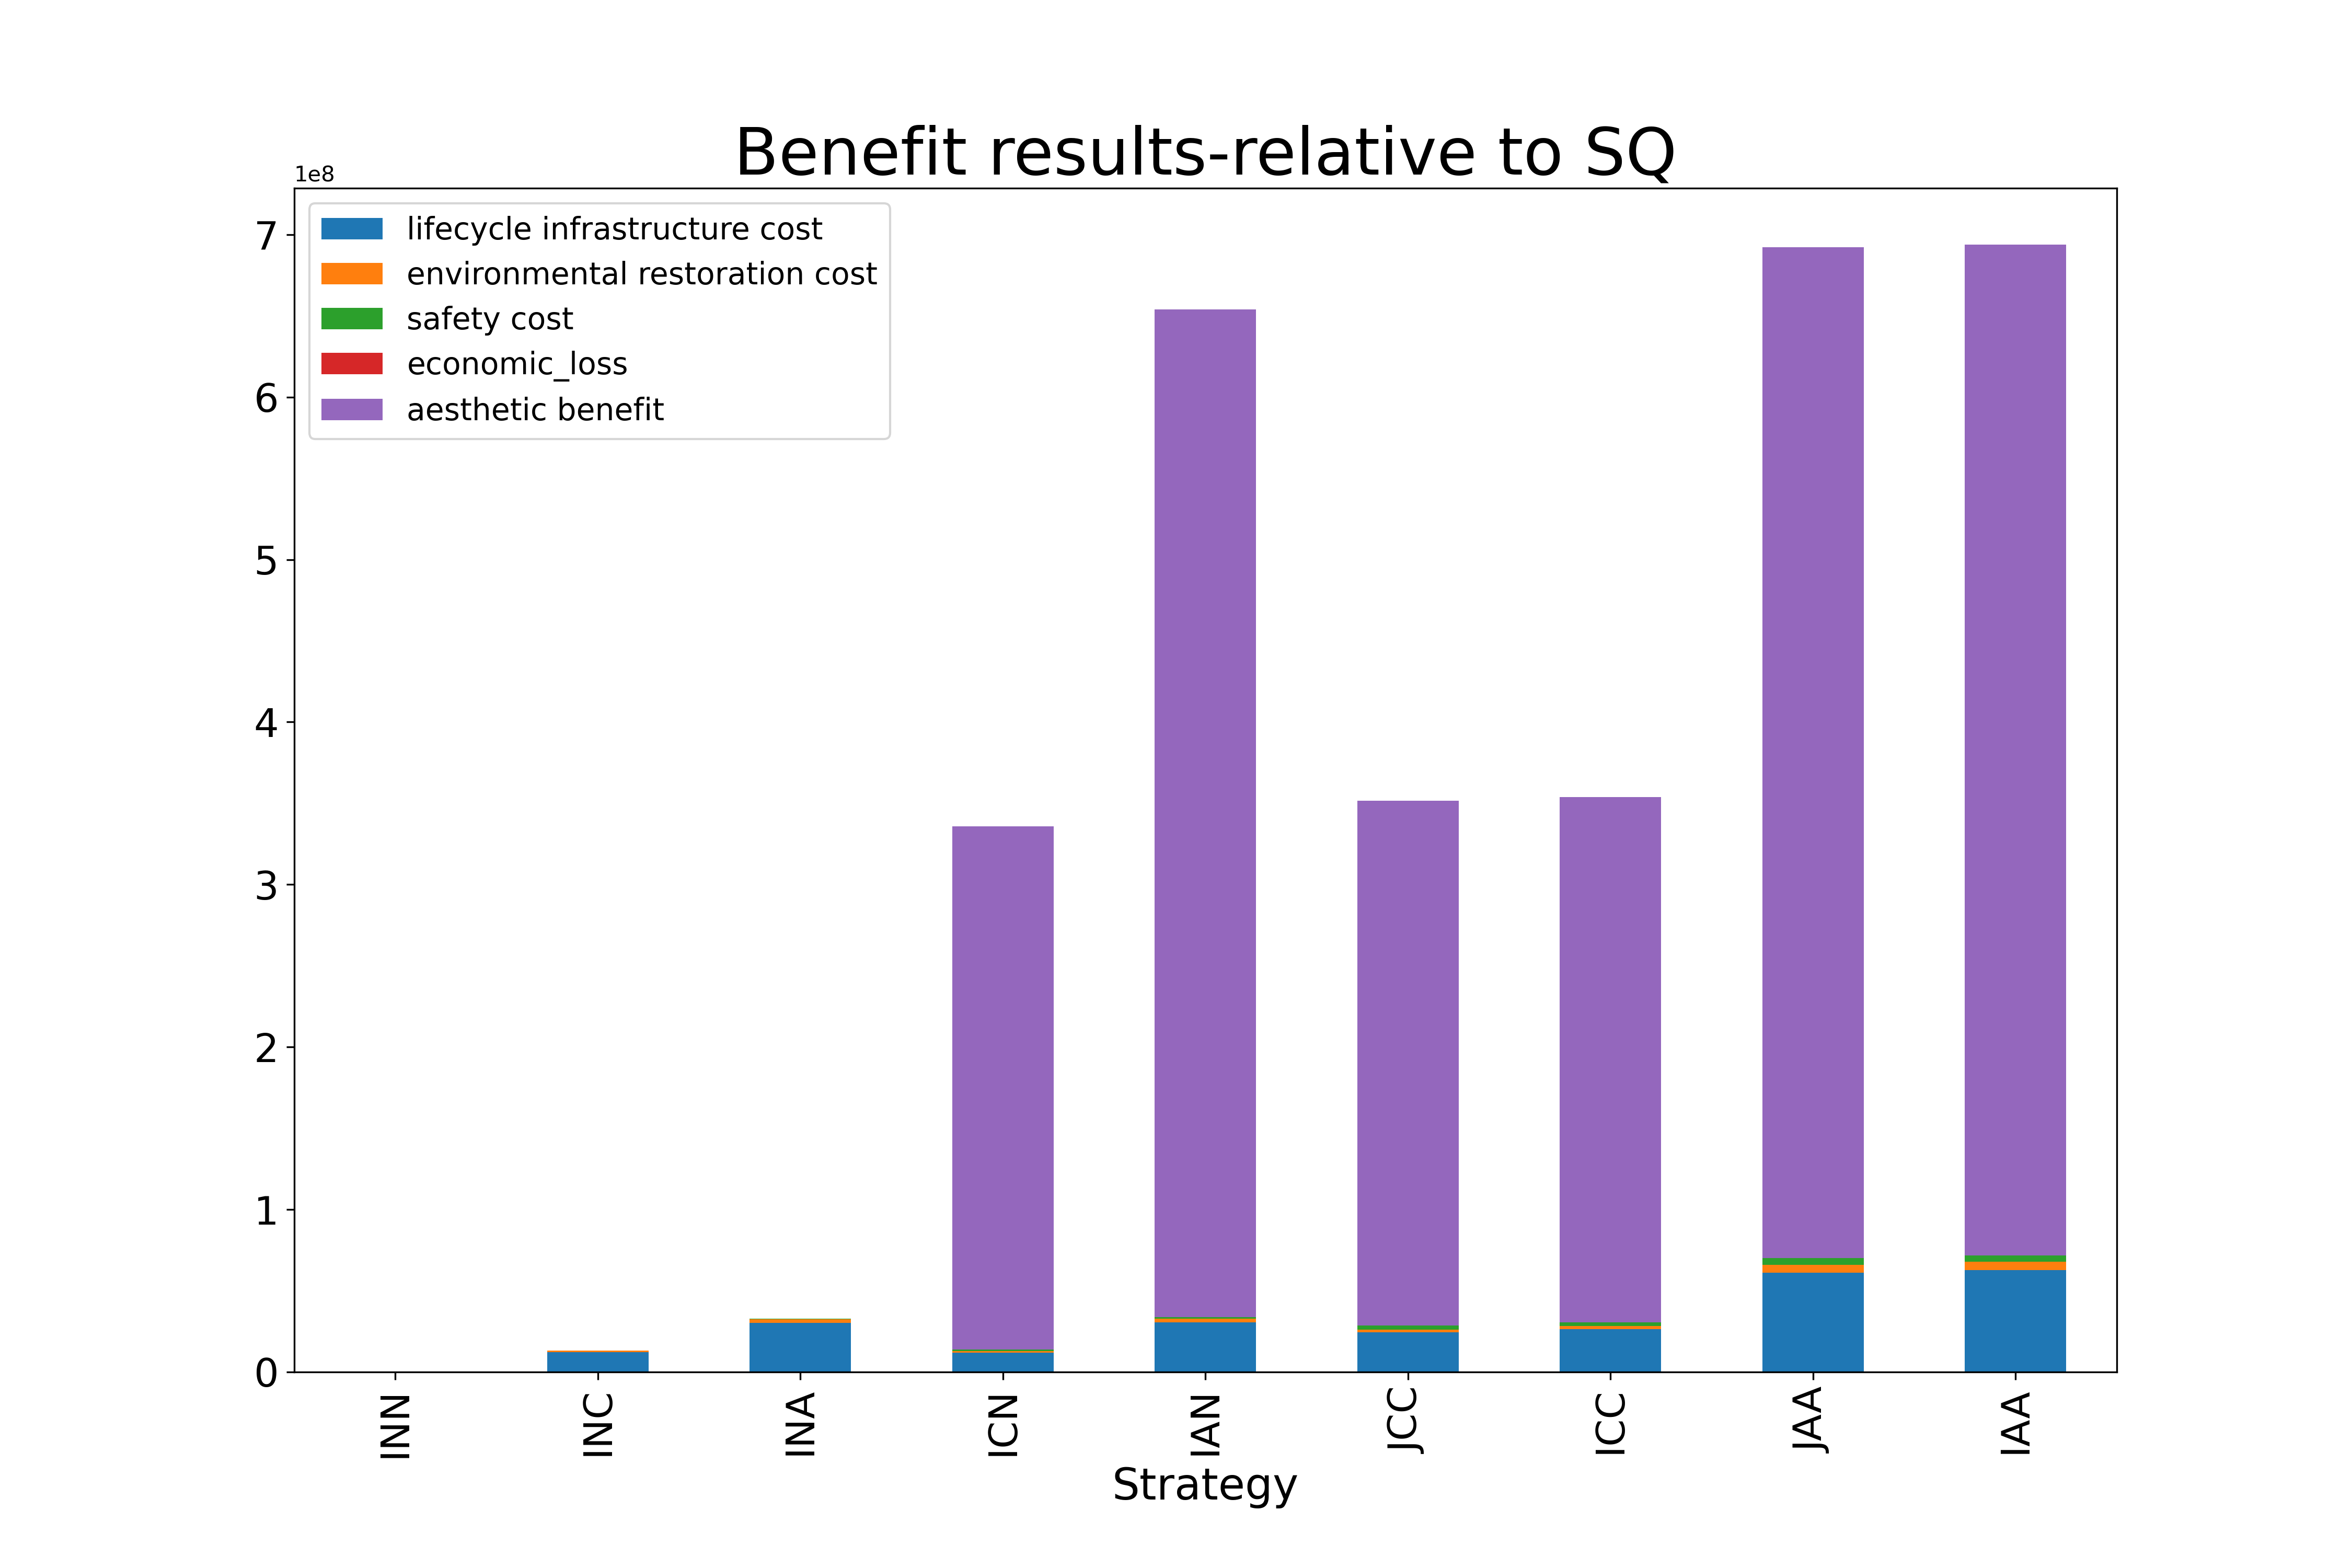 Benefit results-relative to SQ
1e8
lifecycle infrastructure cost
environmental restoration cost
safety cost
economic_loss
aesthetic benefit
7
6
5
4
3
2
1
0
INN
INC
INA
ICN
IAN
JCC
ICC
JAA
IAA
Strategy